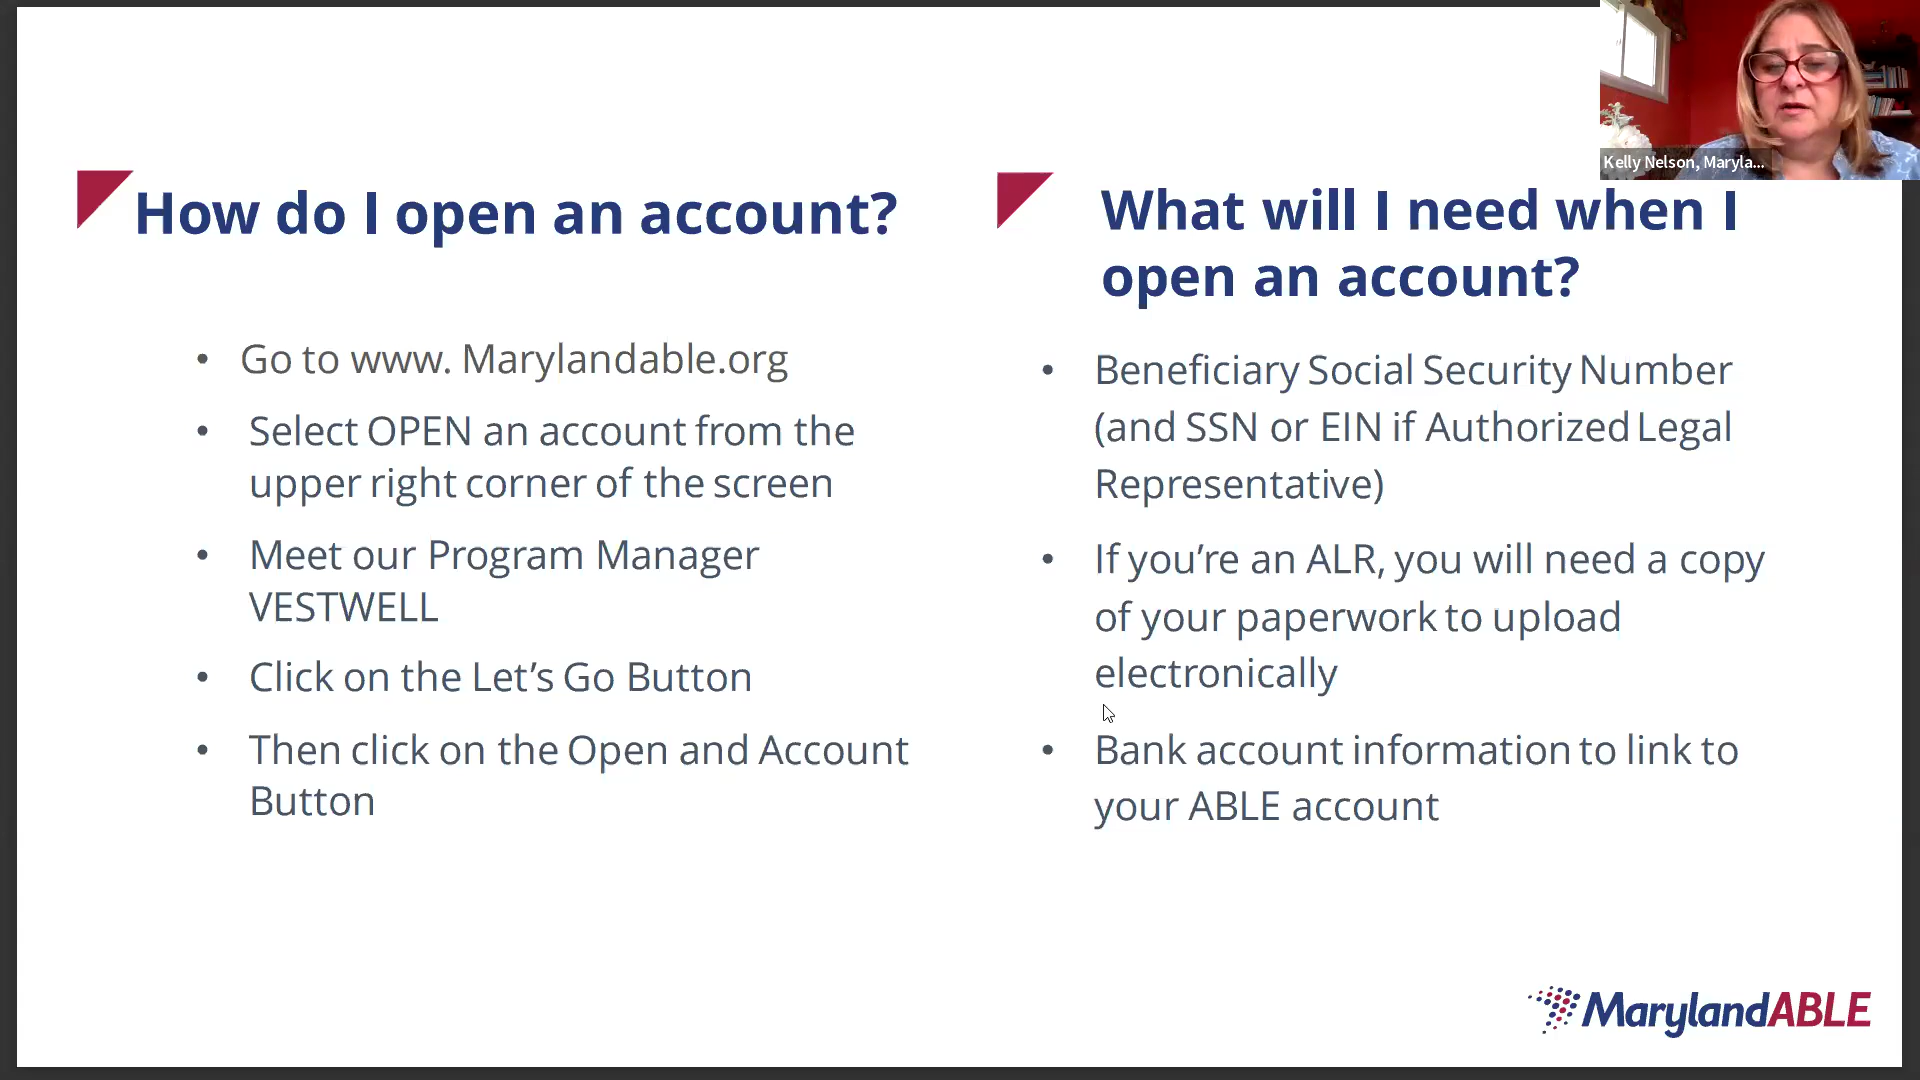 Kelly Nelson, Maryla...
How do I open an account?
• Go to www. Marylandable.org
• Select OPEN an account from the
upper right corner of the screen
• Meet our Program Manager
VESTWELL
• Click on the Let’s Go Button
• Then click on the Open and Account
Button
What will I need when I
open an account?
• Beneficiary Social Security Number
(and SSN or EIN if Authorized Legal
Representative)
• If you’re an ALR, you will need a copy
of your paperwork to upload
electronically
• Bank account information to link to
your ABLE account
MarylandABLE